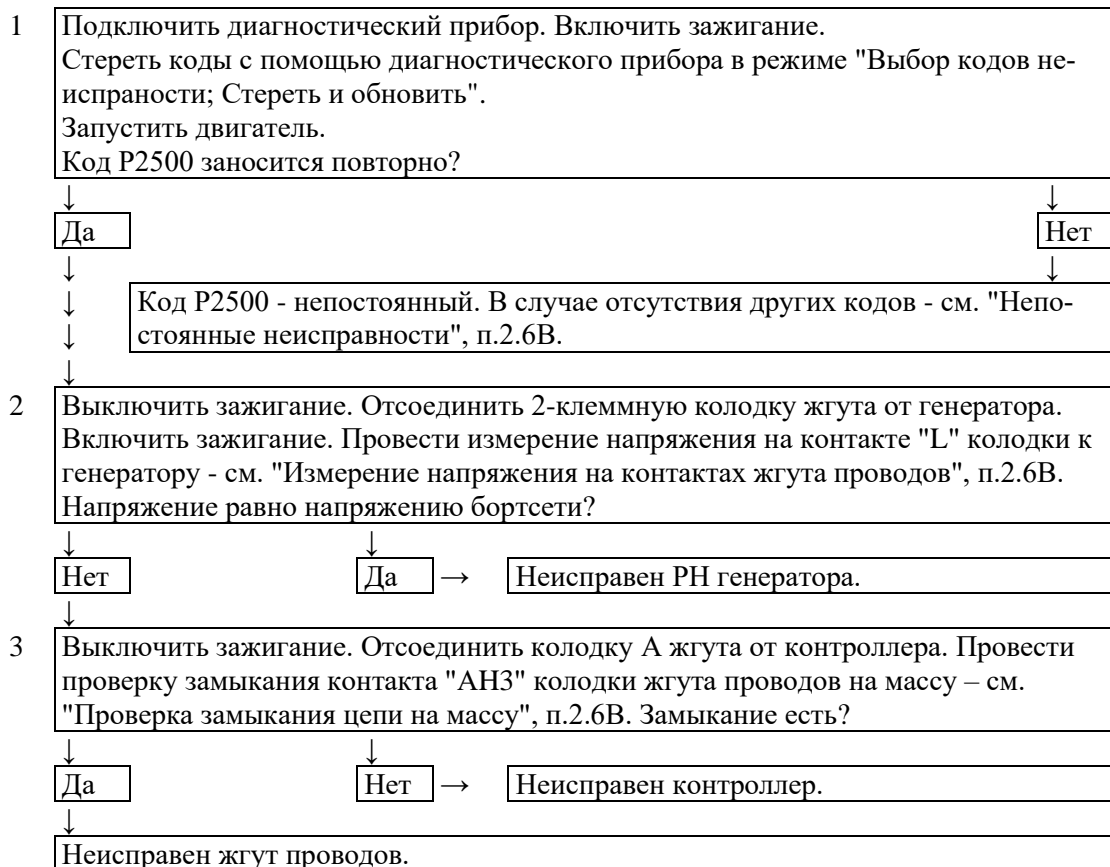 1 Подключить диагностический прибор. Включить зажигание.
Стереть коды с помощью диагностического прибора в режиме "Выбор кодов не-
испраности; Стереть и обновить".
Запустить двигатель.
Код P2500 заносится повторно?
↓ ↓
Да Нет
↓ ↓
↓ Код P2500 - непостоянный. В случае отсутствия других кодов - см. "Непо-
↓ стоянные неисправности", п.2.6В.
↓
2 Выключить зажигание. Отсоединить 2-клеммную колодку жгута от генератора.
Включить зажигание. Провести измерение напряжения на контакте "L" колодки к
генератору - см. "Измерение напряжения на контактах жгута проводов", п.2.6В.
Напряжение равно напряжению бортсети?
↓ ↓
Нет Да → Неисправен РН генератора.
↓
3 Выключить зажигание. Отсоединить колодку А жгута от контроллера. Провести
проверку замыкания контакта "АН3" колодки жгута проводов на массу – см.
"Проверка замыкания цепи на массу", п.2.6В. Замыкание есть?
↓ ↓
Да Нет → Неисправен контроллер.
↓
Неисправен жгут проводов.